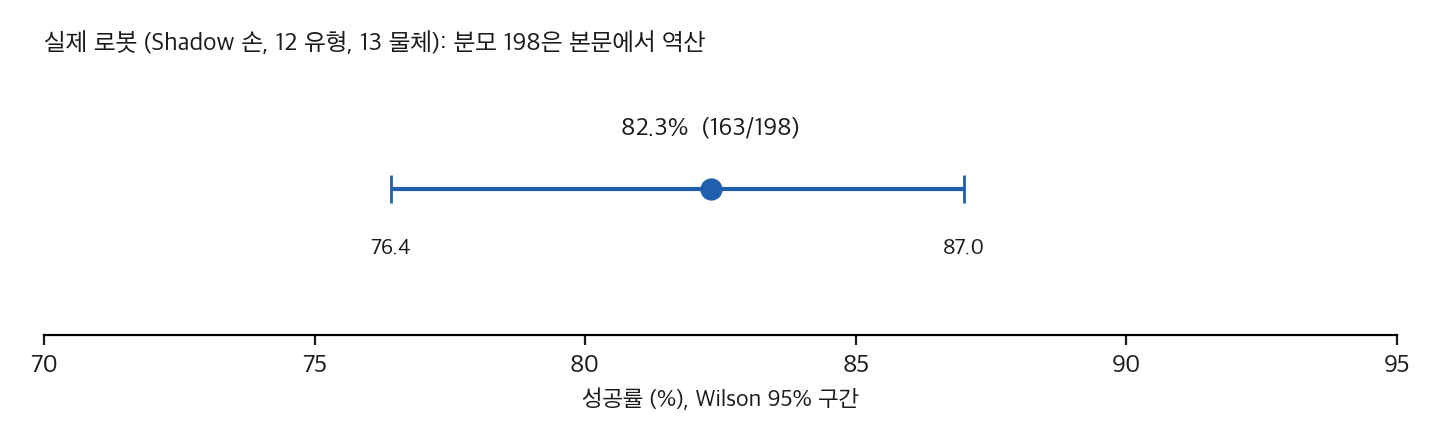 실제 로봇 (Shadow 손, 12 유형, 13 물체): 분모 198은 본문에서 역산
82.3% (163/198)
76.4 87.0
70 75 80 85 90 95
성공률 (%), Wilson 95% 구간